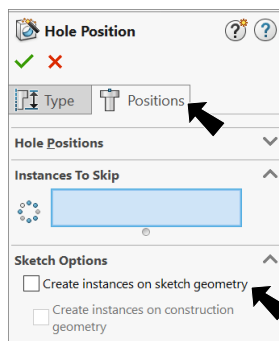 Hole Position
Type
Positions
Hole Positions
Instances To Skip
Sketch Options
Create instances on sketch geometry
Create instances on construction
geometry